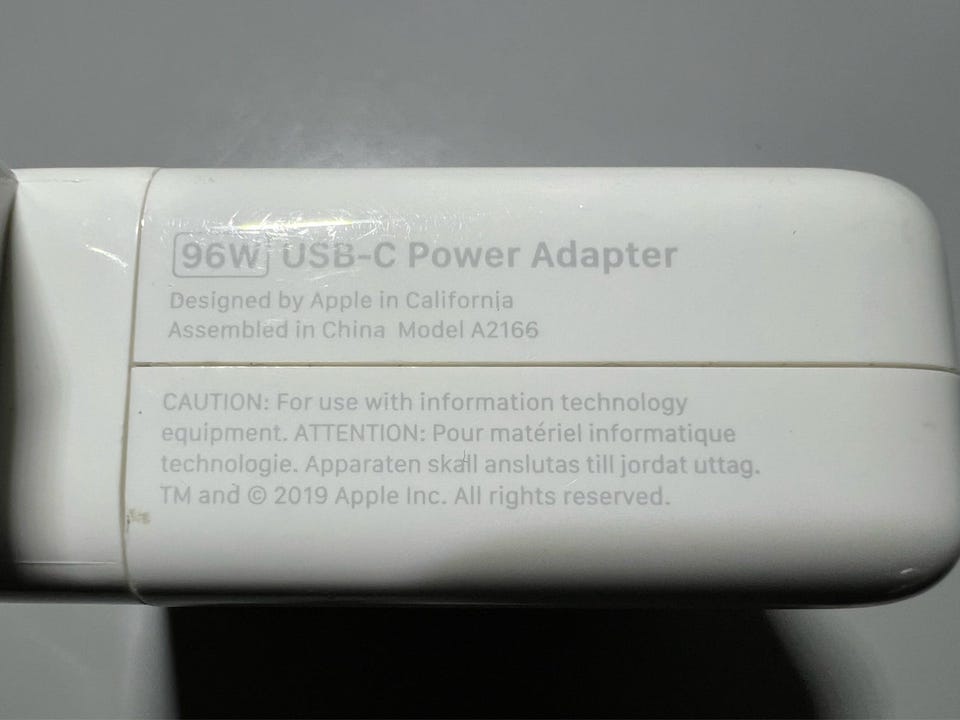 96W USB-C Power Adapter
Designed by Apple in California
Assembled in China Model A2166
CAUTION: For use with information technology
equipment. ATTENTION: Pour matériel informatique
technologie. Apparaten skall anslutas till jordat uttag.
TM and © 2019 Apple Inc. All rights reserved.